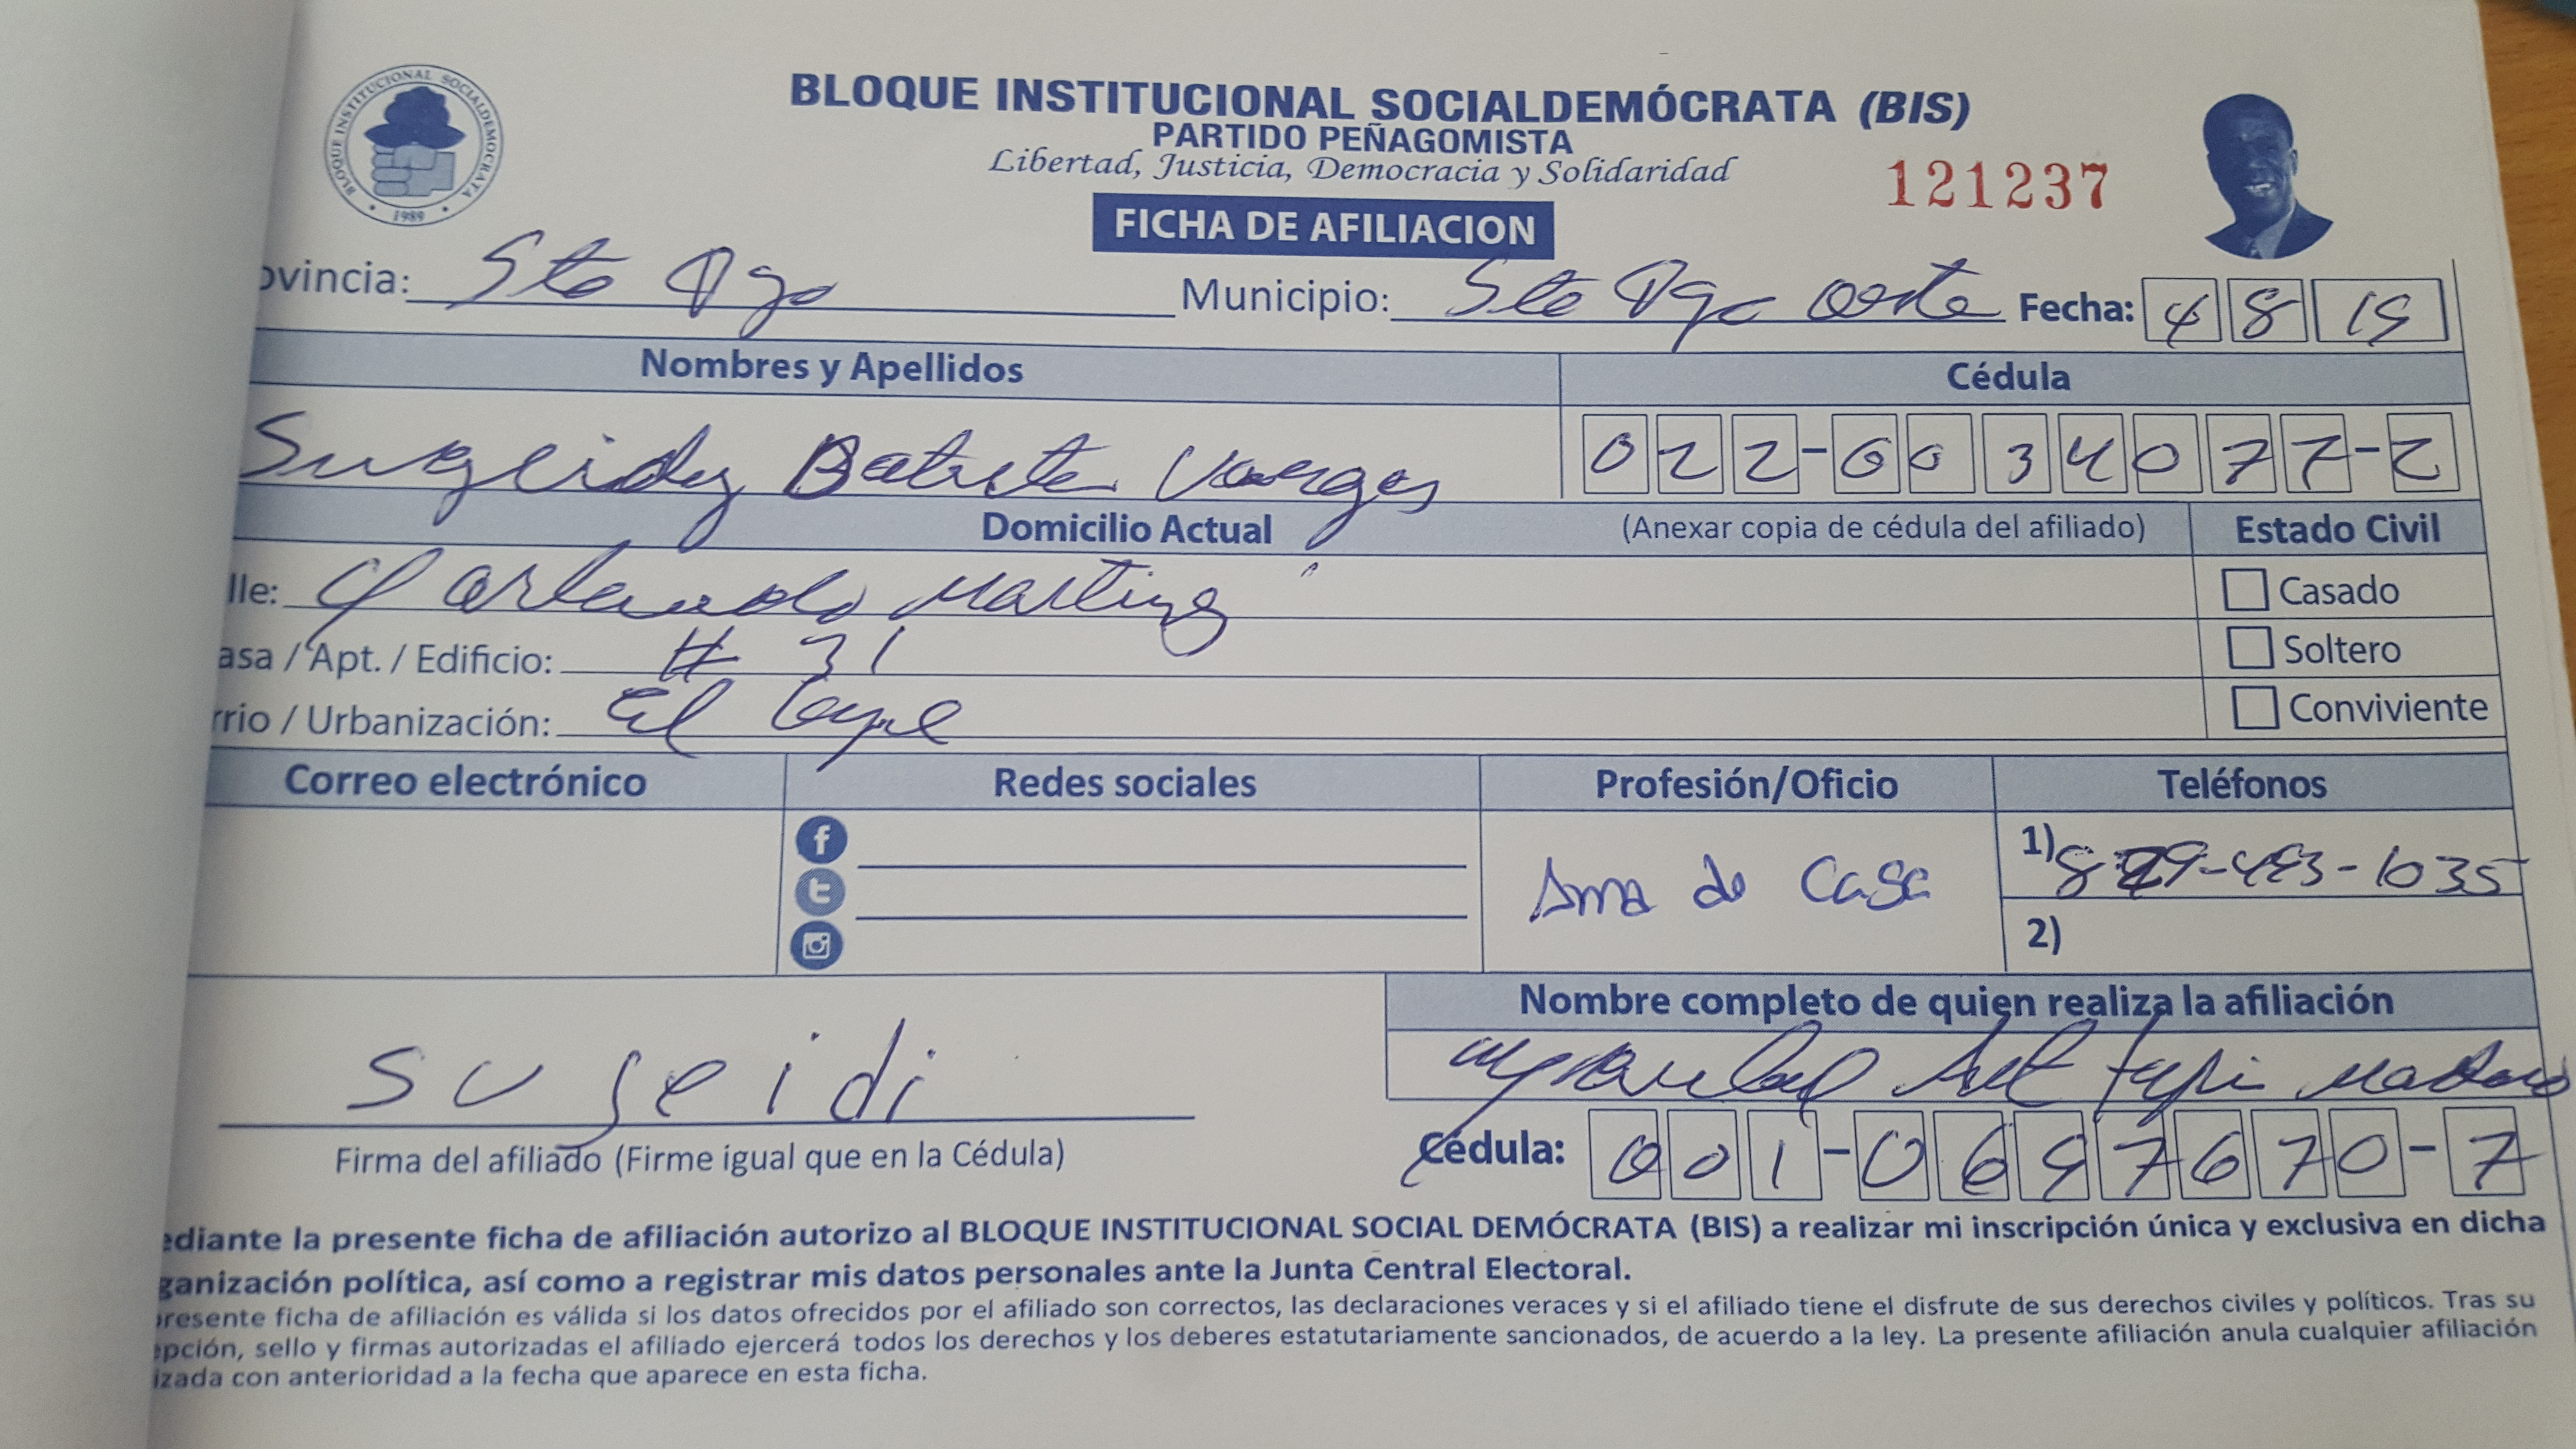 BLOQUE INSTITUCIONAL SOCIALDEMOCRATA
1989
BLOQUE INSTITUCIONAL SOCIALDEMÓCRATA (BIS)
PARTIDO PEÑAGOMISTA
Libertad, Justicia, Democracia y Solidaridad
121237
FICHA DE AFILIACION
ovincia: Sto Dgo Municipio: Sto Dgo Oeste Fecha: 4 8 19
Nombres y Apellidos Cédula
Sugeidy Batista Vargas 022-0034077-2
Domicilio Actual (Anexar copia de cédula del afiliado) Estado Civil
lle: C/ Orlando Martinez Casado
asa / Apt. / Edificio: # 31 Soltero
rrio / Urbanización: El Conviviente
Correo electrónico Redes sociales Profesión/Oficio Teléfonos
f
t
Ama de Casa
1) 829-493-1035
2)
Nombre completo de quien realiza la afiliación
sugeidi
Firma del afiliado (Firme igual que en la Cédula)
Cédula: 001-0697670-7
ediante la presente ficha de afiliación autorizo al BLOQUE INSTITUCIONAL SOCIAL DEMÓCRATA (BIS) a realizar mi inscripción única y exclusiva en dicha
ganización política, así como a registrar mis datos personales ante la Junta Central Electoral.
presente ficha de afiliación es válida si los datos ofrecidos por el afiliado son correctos, las declaraciones veraces y si el afiliado tiene el disfrute de sus derechos civiles y políticos. Tras su
epción, sello y firmas autorizadas el afiliado ejercerá todos los derechos y los deberes estatutariamente sancionados, de acuerdo a la ley. La presente afiliación anula cualquier afiliación
izada con anterioridad a la fecha que aparece en esta ficha.